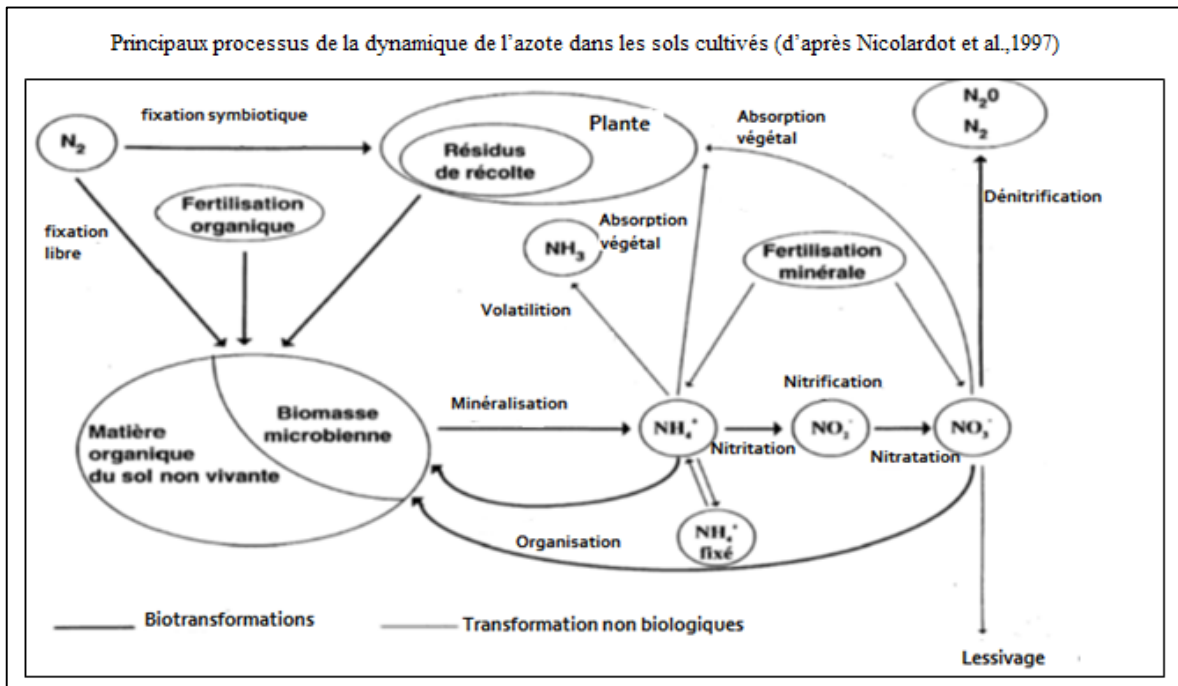 Principaux processus de la dynamique de l'azote dans les sols cultivés (d'après Nicolardot et al.,1997)
N₂
fixation symbiotique
Plante
Résidus
de récolte
Absorption
végétal
N₂0
N₂
Dénitrification
Fertilisation
organique
fixation
libre
NH₃
Absorption
végétal
Fertilisation
minérale
Volatilition
Matière
organique
du sol non vivante
Biomasse
microbienne
Minéralisation
NH₄⁺
Nitrification
Nitritation
NO₂⁻
Nitratation
NO₃⁻
NH₄⁺
fixé
Organisation
Biotransformations
Transformation non biologiques
Lessivage